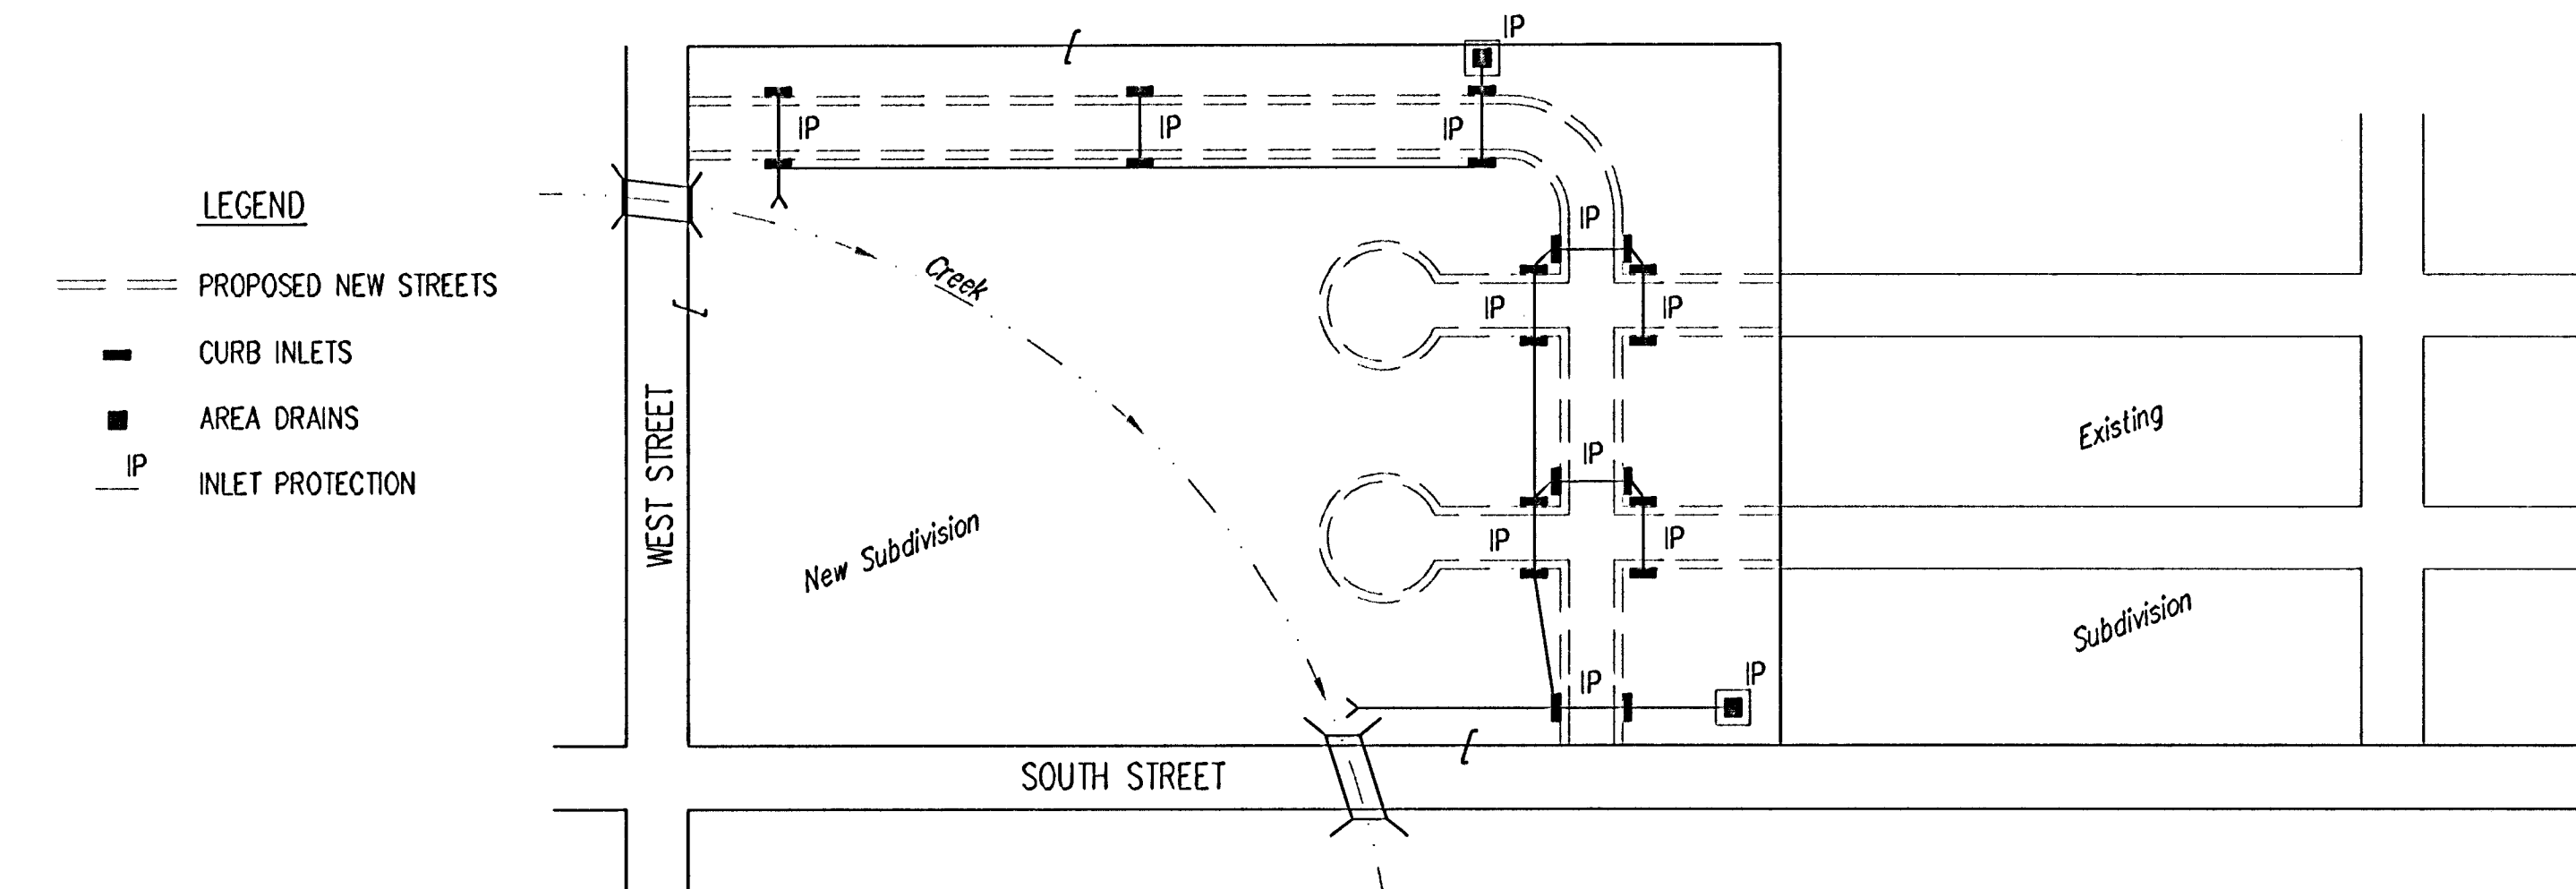 LEGEND
PROPOSED NEW STREETS
CURB INLETS
AREA DRAINS
IP
INLET PROTECTION
IP
IP
IP
IP
IP
IP
IP
IP
IP
IP
IP
IP
Creek
WEST STREET
New Subdivision
SOUTH STREET
Existing
Subdivision